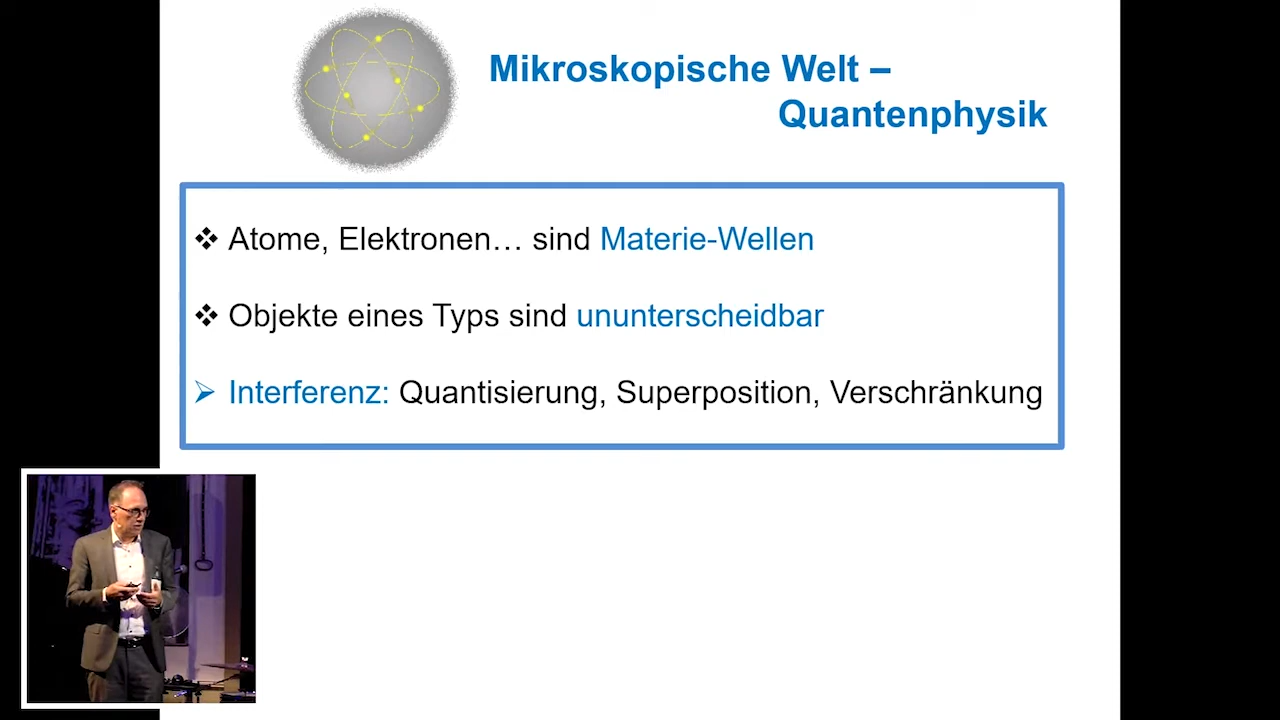 Mikroskopische Welt –
Quantenphysik
❖ Atome, Elektronen… sind Materie-Wellen
❖ Objekte eines Typs sind ununterscheidbar
➢ Interferenz: Quantisierung, Superposition, Verschränkung